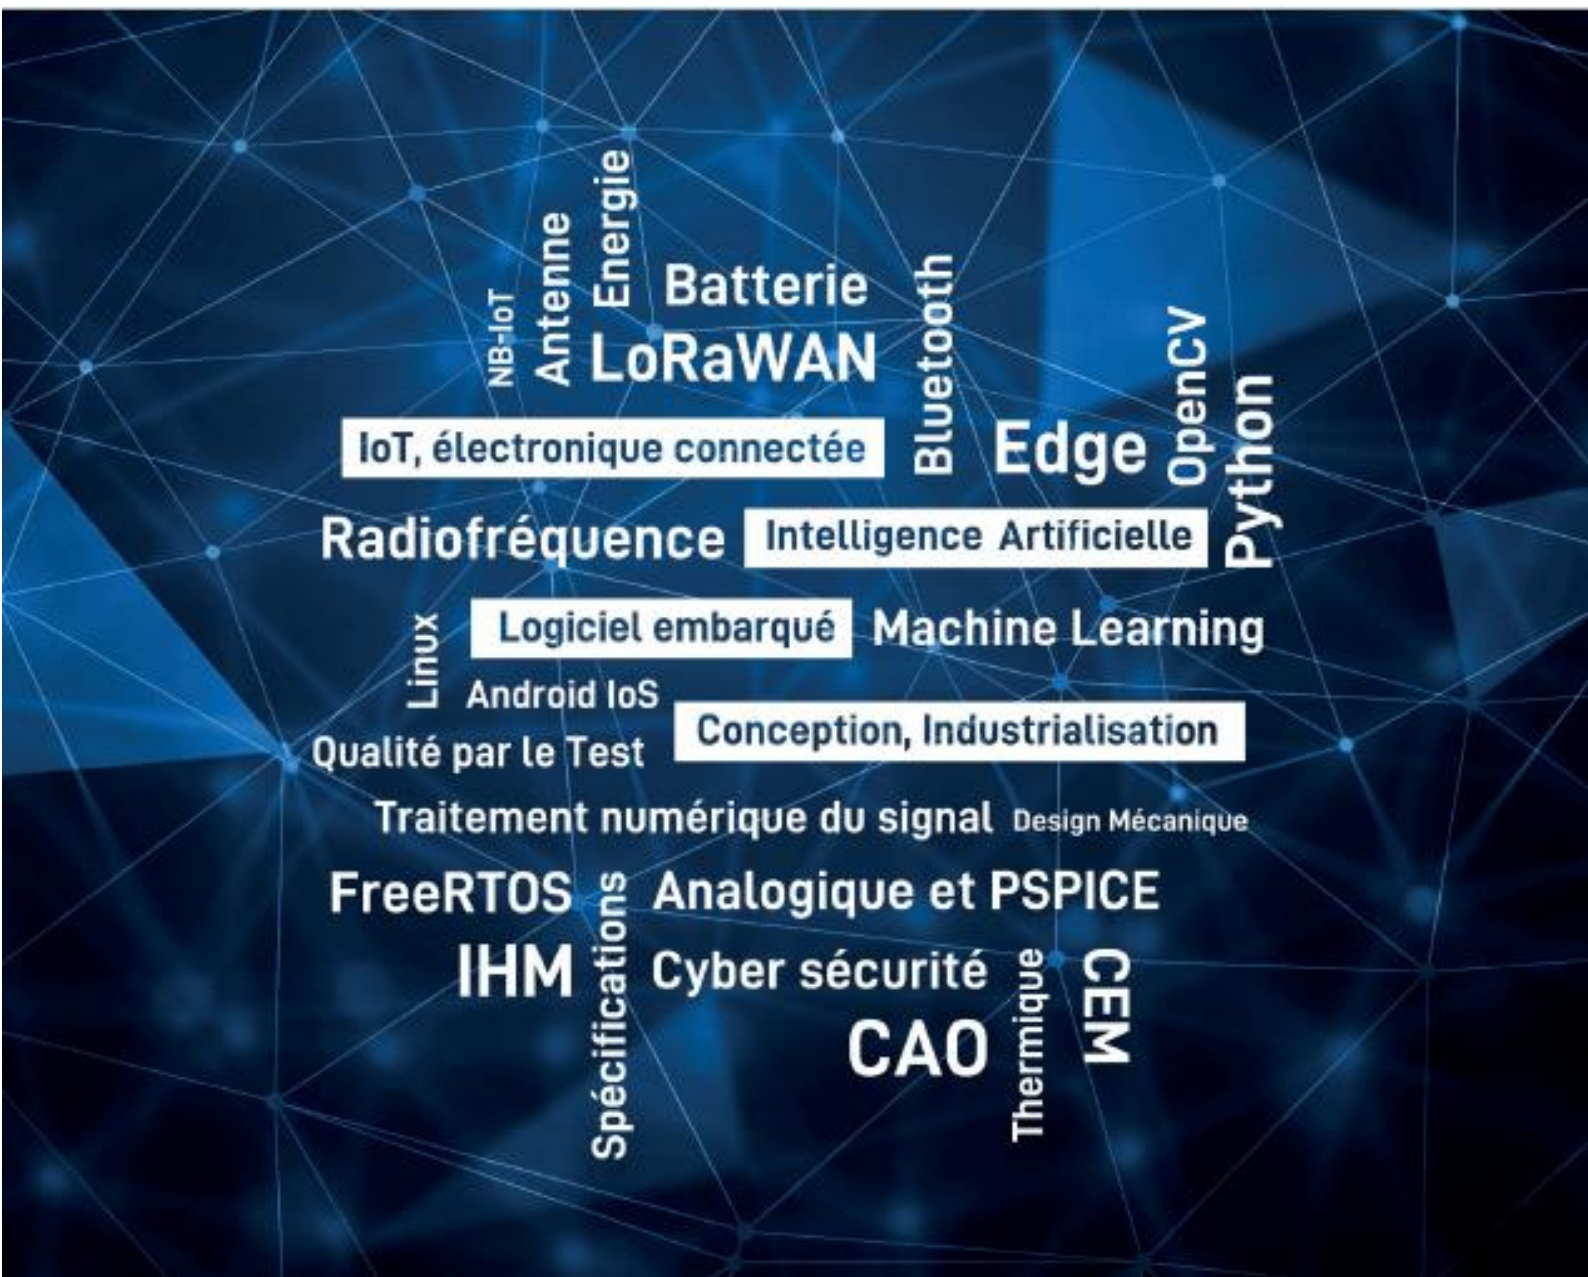 Energie
Antenne
NB-IoT
Batterie
LoRaWAN
Bluetooth
OpenCV
Python
Edge
IoT, électronique connectée
Radiofréquence
Intelligence Artificielle
Linux
Logiciel embarqué
Machine Learning
Android IoS
Conception, Industrialisation
Qualité par le Test
Traitement numérique du signal
Design Mécanique
FreeRTOS
Spécifications
Analogique et PSPICE
IHM
Cyber sécurité
Thermique
CEM
CAO